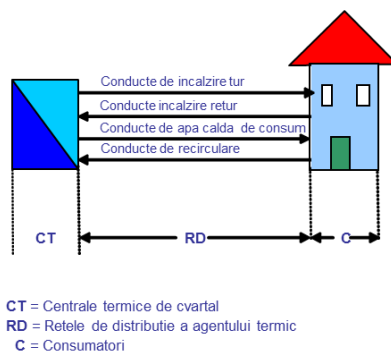 Conducte de incalzire tur
Conducte incalzire retur
Conducte de apa calda de consum
Conducte de recirculare
CT RD C
CT = Centrale termice de cvartal
RD = Retele de distributie a agentului termic
C = Consumatori